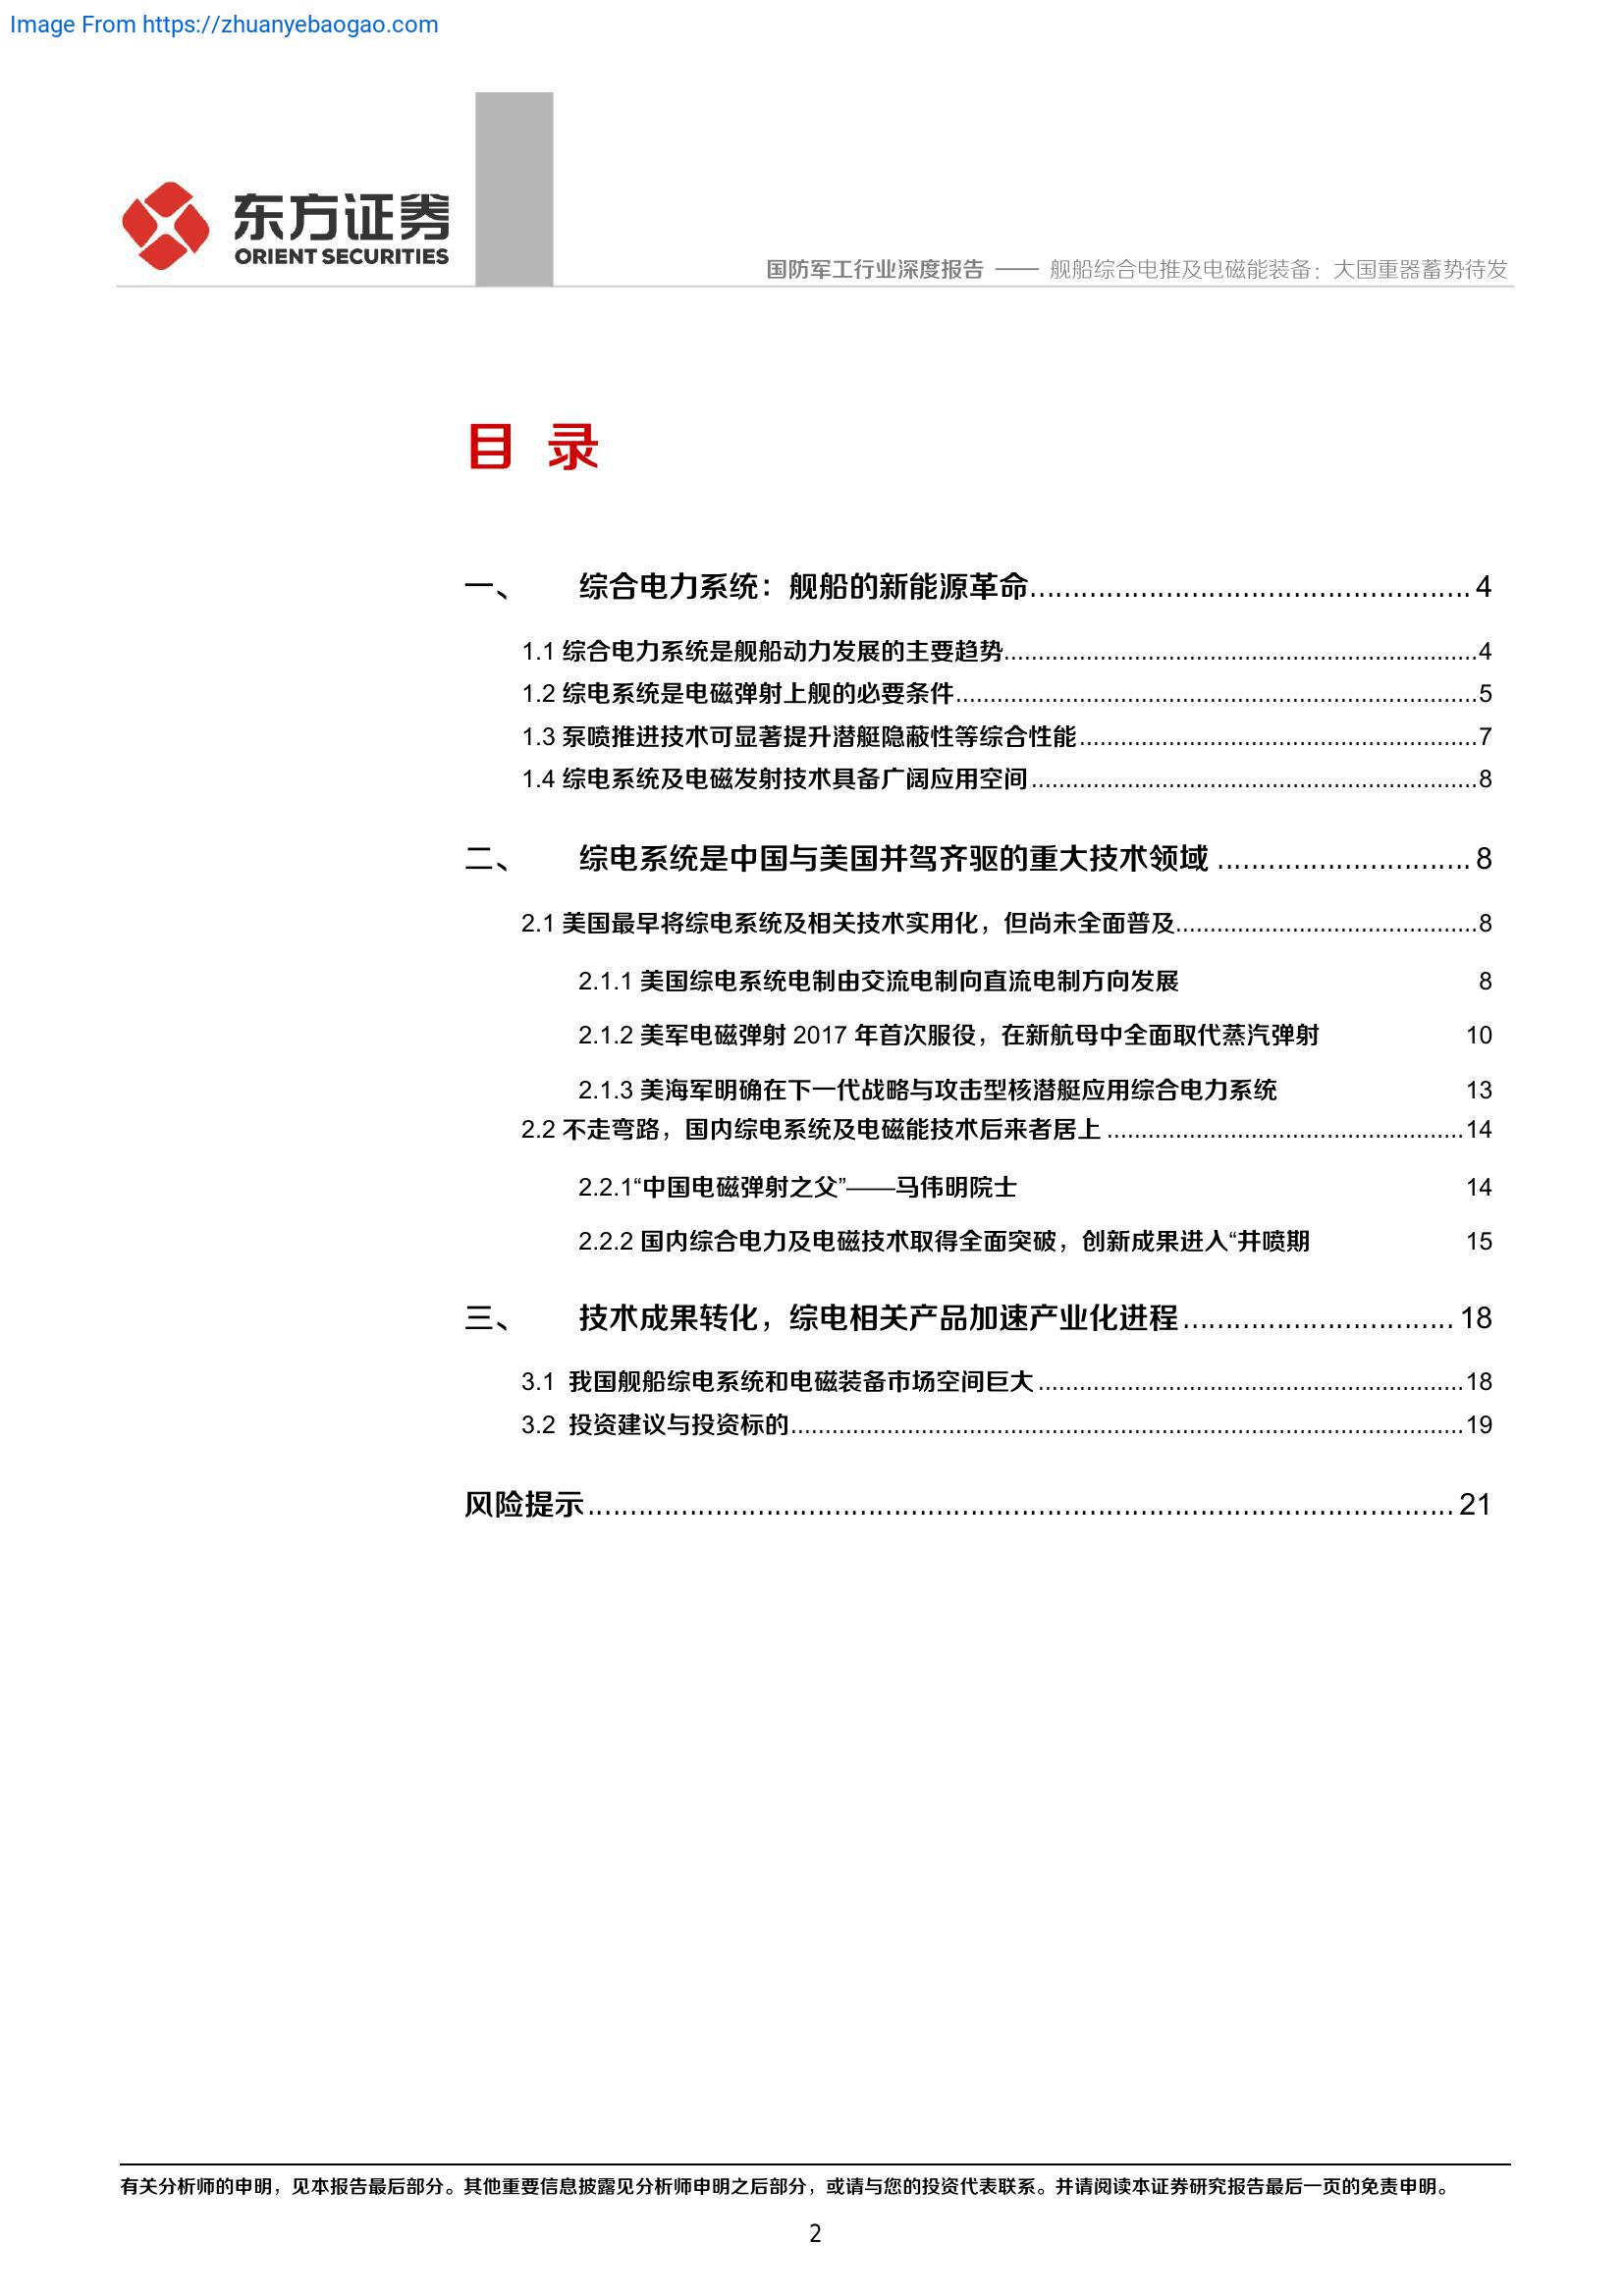 Image From https://zhuanyebaogao.com
东方证券
ORIENT SECURITIES
国防军工行业深度报告 —— 舰船综合电推及电磁能装备：大国重器蓄势待发
目 录
一、 综合电力系统：舰船的新能源革命 4
1.1 综合电力系统是舰船动力发展的主要趋势 4
1.2 综电系统是电磁弹射上舰的必要条件 5
1.3 泵喷推进技术可显著提升潜艇隐蔽性等综合性能 7
1.4 综电系统及电磁发射技术具备广阔应用空间 8
二、 综电系统是中国与美国并驾齐驱的重大技术领域 8
2.1 美国最早将综电系统及相关技术实用化，但尚未全面普及 8
2.1.1 美国综电系统电制由交流电制向直流电制方向发展 8
2.1.2 美军电磁弹射 2017 年首次服役，在新航母中全面取代蒸汽弹射 10
2.1.3 美海军明确在下一代战略与攻击型核潜艇应用综合电力系统 13
2.2 不走弯路，国内综电系统及电磁能技术后来者居上 14
2.2.1“中国电磁弹射之父”——马伟明院士 14
2.2.2 国内综合电力及电磁技术取得全面突破，创新成果进入“井喷期 15
三、 技术成果转化，综电相关产品加速产业化进程 18
3.1 我国舰船综电系统和电磁装备市场空间巨大 18
3.2 投资建议与投资标的 19
风险提示 21
有关分析师的申明，见本报告最后部分。其他重要信息披露见分析师申明之后部分，或请与您的投资代表联系。并请阅读本证券研究报告最后一页的免责申明。
2